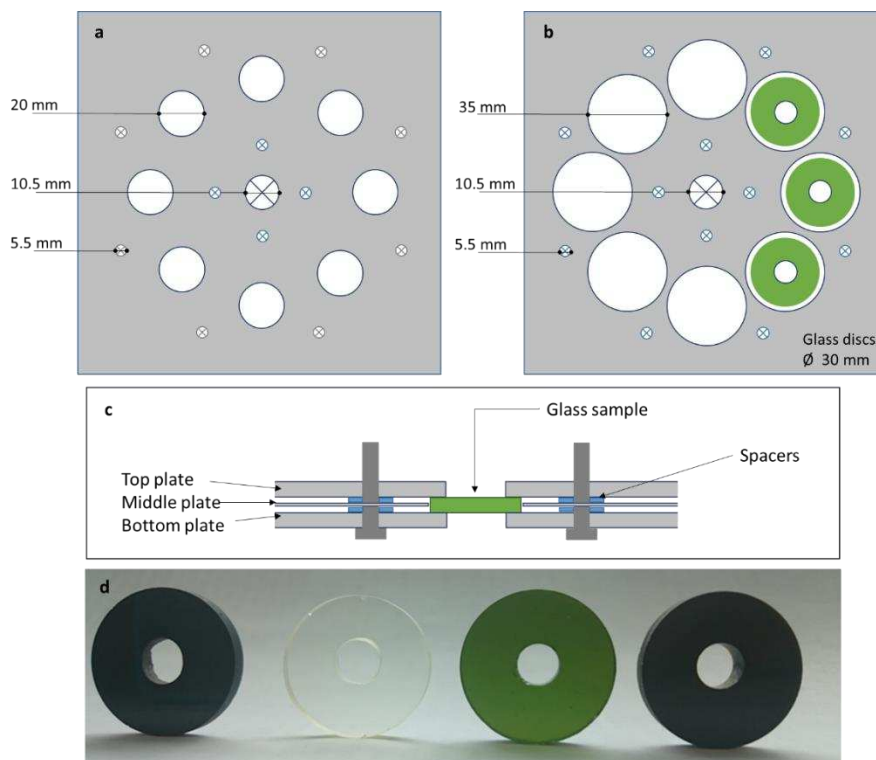 a
20 mm
10.5 mm
5.5 mm
b
35 mm
10.5 mm
5.5 mm
Glass discs
Ø 30 mm
c
Glass sample
Spacers
Top plate
Middle plate
Bottom plate
d